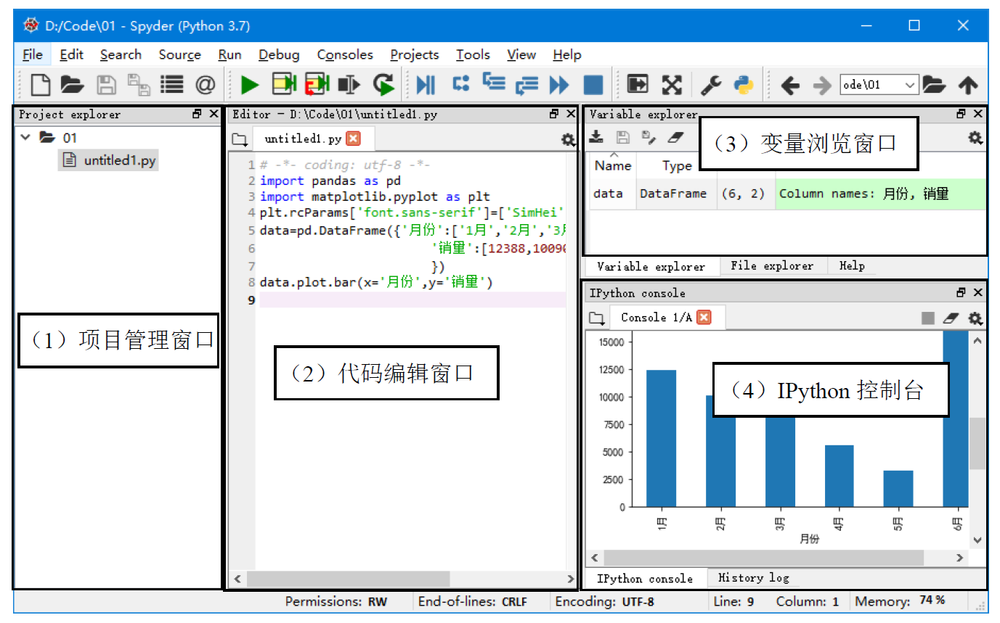 D:/Code\01 - Spyder (Python 3.7)
File Edit Search Source Run Debug Consoles Projects Tools View Help
ode\01
Project explorer
01
untitled1.py
(1)项目管理窗口
Editor - D:\Code\01\untitled1.py
untitled1.py
1 # -*- coding: utf-8 -*-
2 import pandas as pd
3 import matplotlib.pyplot as plt
4 plt.rcParams['font.sans-serif']=['SimHei'
5 data=pd.DataFrame({'月份':['1月','2月','3月
6 '销量':[12388,10090
7 })
8 data.plot.bar(x='月份',y='销量')
9
(2)代码编辑窗口
Variable explorer
(3)变量浏览窗口
Name Type
data DataFrame (6, 2) Column names: 月份, 销量
Variable explorer File explorer Help
IPython console
Console 1/A
15000
12500
10000
7500
5000
2500
0
1月 2月 3月 4月 5月 6月
月份
(4)IPython 控制台
IPython console History log
Permissions: RW End-of-lines: CRLF Encoding: UTF-8 Line: 9 Column: 1 Memory: 74 %